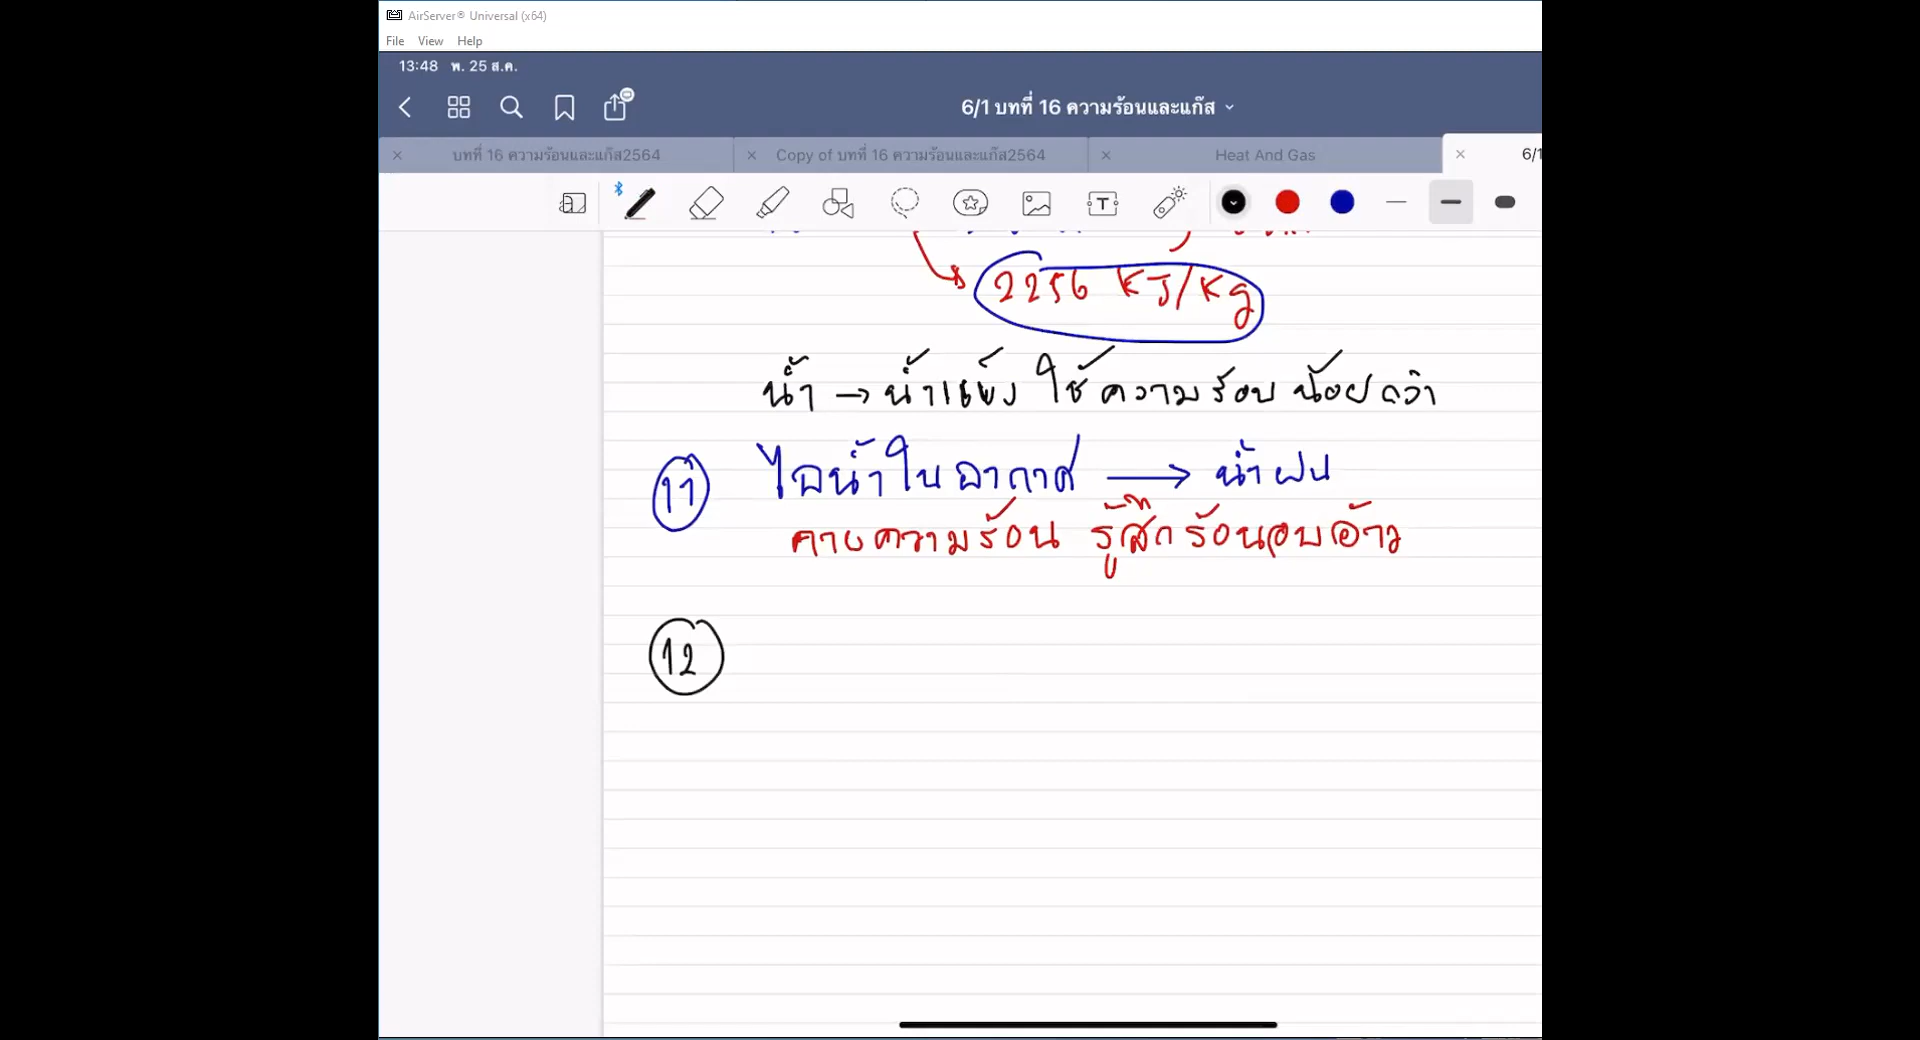 AirServer® Universal (x64)
File View Help
13:48 พ. 25 ส.ค.
6/1 บทที่ 16 ความร้อนและแก๊ส
บทที่ 16 ความร้อนและแก๊ส2564 Copy of บทที่ 16 ความร้อนและแก๊ส2564 Heat And Gas 6/1
T
2256 KJ/Kg
น้ำ → น้ำแข็ง ใช้ความร้อน น้อยกว่า
11 ไอน้ำในอากาศ → น้ำฝน
คายความร้อน รู้สึกร้อนอบอ้าว
12